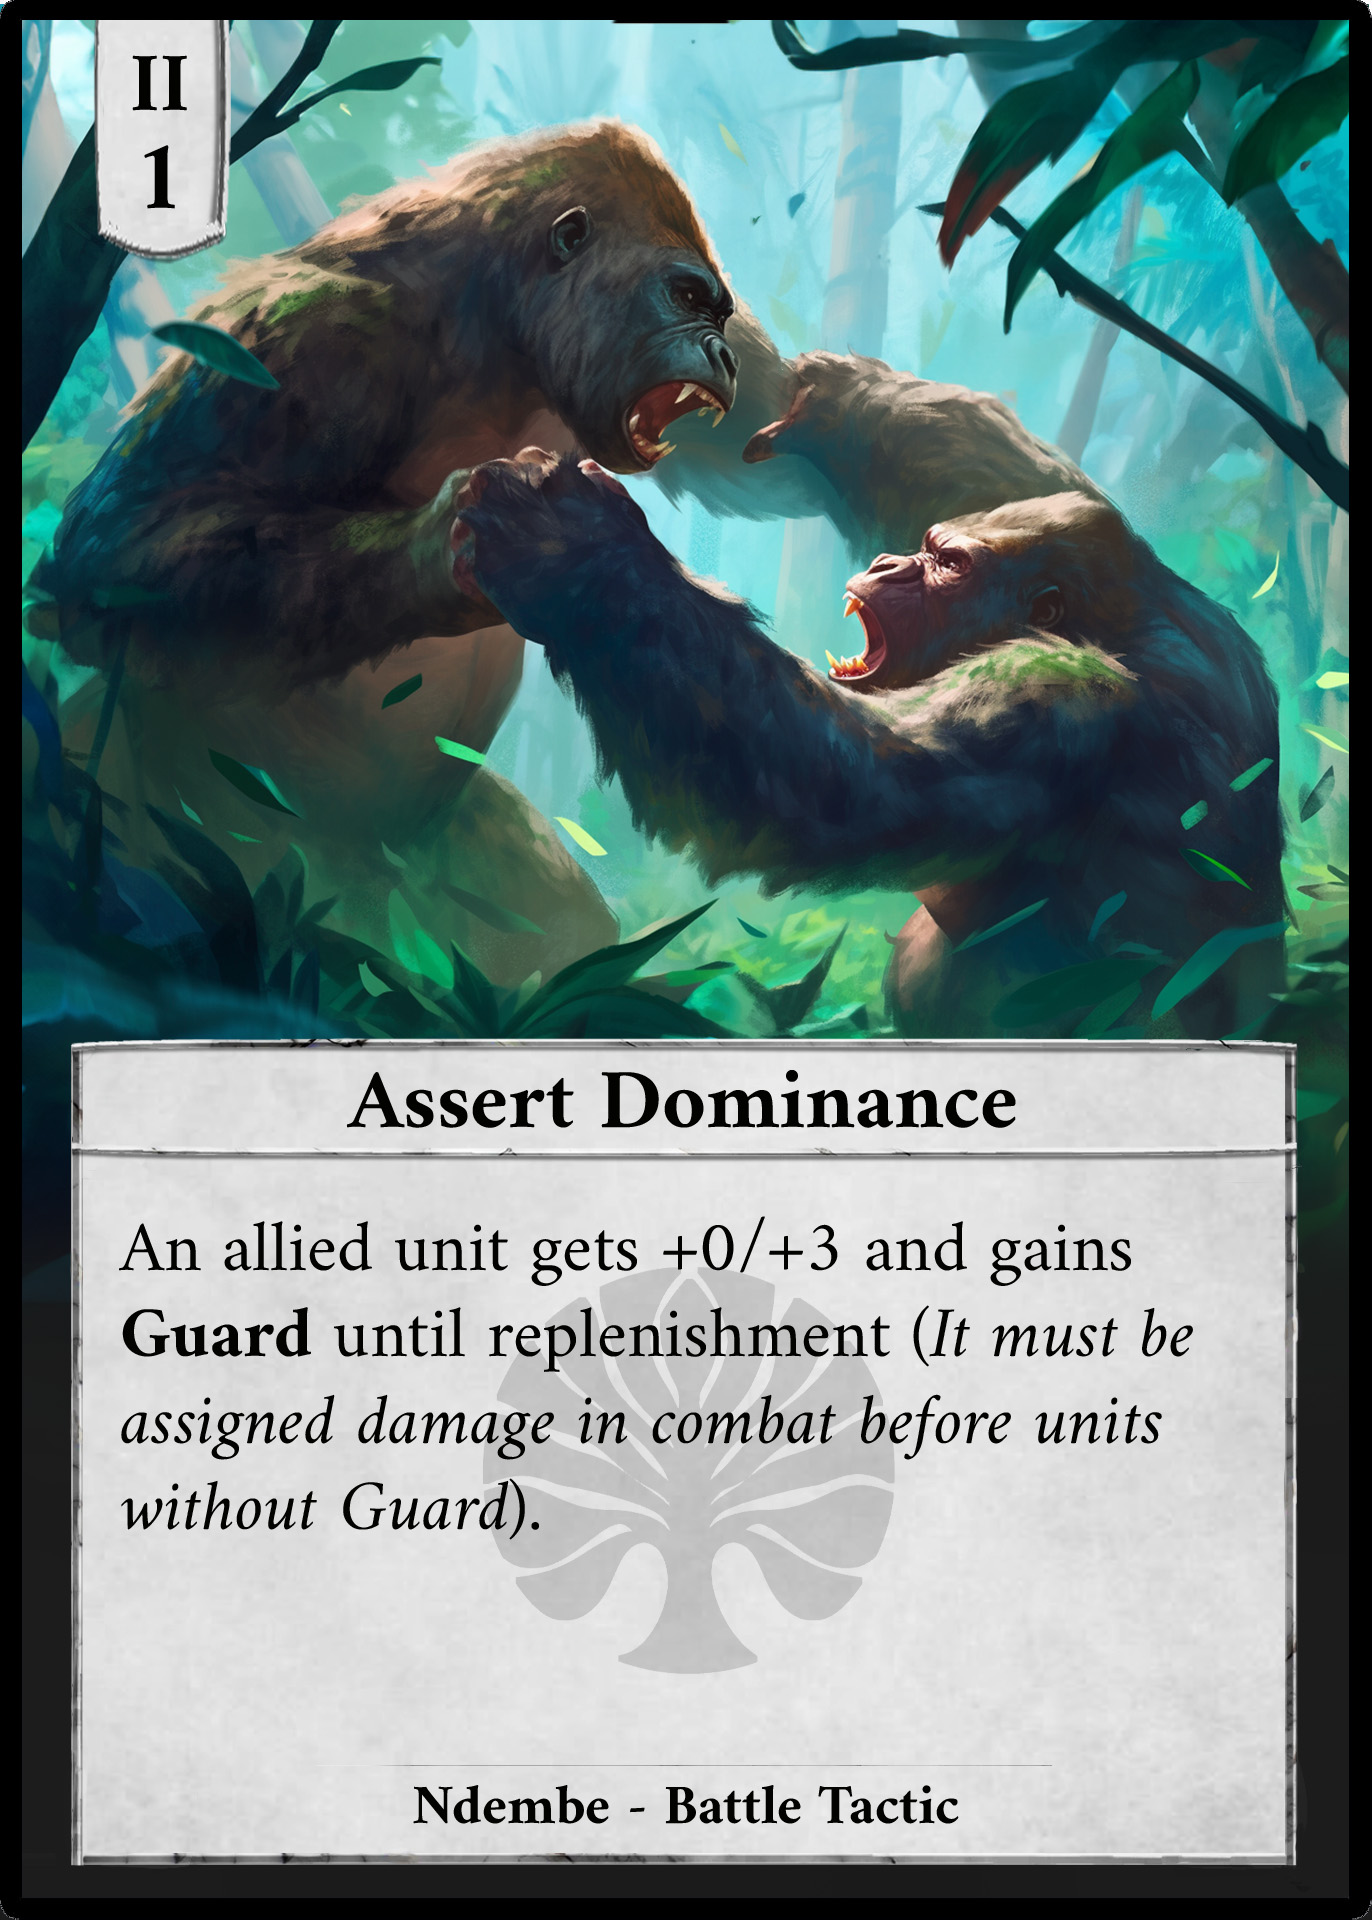 II
1
Assert Dominance
An allied unit gets +0/+3 and gains
Guard until replenishment (It must be
assigned damage in combat before units
without Guard).
Ndembe - Battle Tactic